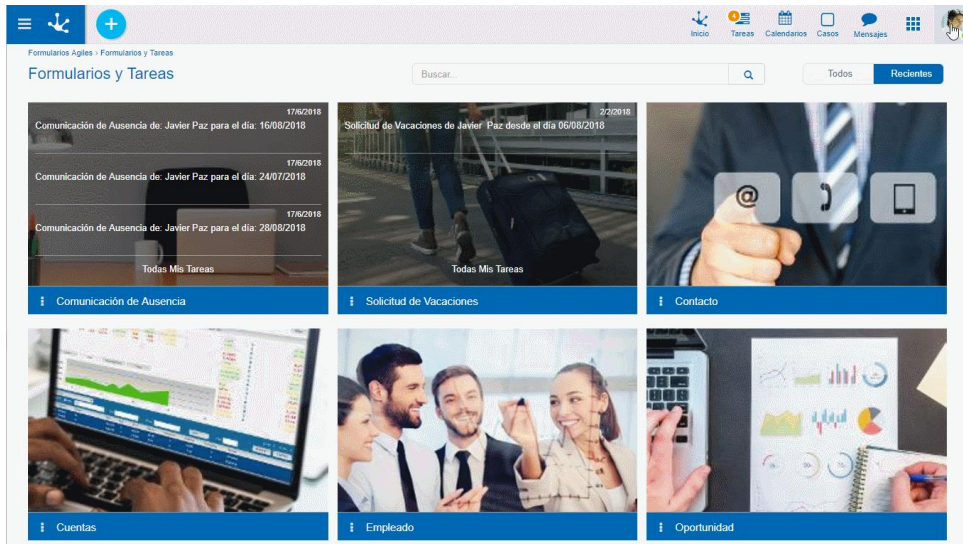 4
Inicio
Tareas
Calendarios
Casos
Mensajes
Formularios Agiles › Formularios y Tareas
Formularios y Tareas
Buscar...
Todos
Recientes
17/6/2018
Comunicación de Ausencia de: Javier Paz para el día: 16/08/2018
17/6/2018
Comunicación de Ausencia de: Javier Paz para el día: 24/07/2018
17/6/2018
Comunicación de Ausencia de: Javier Paz para el día: 28/08/2018
Todas Mis Tareas
Comunicación de Ausencia
2/2/2018
Solicitud de Vacaciones de Javier Paz desde el día 06/08/2018
Todas Mis Tareas
Solicitud de Vacaciones
@
Contacto
Cuentas
Empleado
Oportunidad